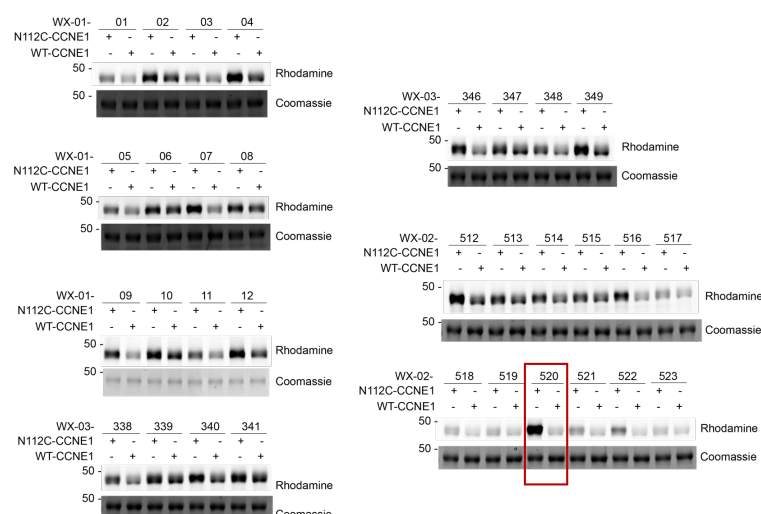 WX-01- 01 02 03 04
N112C-CCNE1 + - + - + - + -
WT-CCNE1 - + - + - + - +
50 - Rhodamine
50 - Coomassie
WX-01- 05 06 07 08
N112C-CCNE1 + - + - + - + -
WT-CCNE1 - + - + - + - +
50 - Rhodamine
50 - Coomassie
WX-01- 09 10 11 12
N112C-CCNE1 + - + - + - + -
WT-CCNE1 - + - + - + - +
50 - Rhodamine
50 - Coomassie
WX-03- 338 339 340 341
N112C-CCNE1 + - + - + - + -
WT-CCNE1 - + - + - + - +
50 - Rhodamine
50 - Coomassie
WX-03- 346 347 348 349
N112C-CCNE1 + - + - + - + -
WT-CCNE1 - + - + - + - +
50 - Rhodamine
50 - Coomassie
WX-02- 512 513 514 515 516 517
N112C-CCNE1 + - + - + - + - + - + -
WT-CCNE1 - + - + - + - + - + - +
50 - Rhodamine
50 - Coomassie
WX-02- 518 519 520 521 522 523
N112C-CCNE1 + - + - + - + - + - + -
WT-CCNE1 - + - + - + - + - + - +
50 - Rhodamine
50 - Coomassie